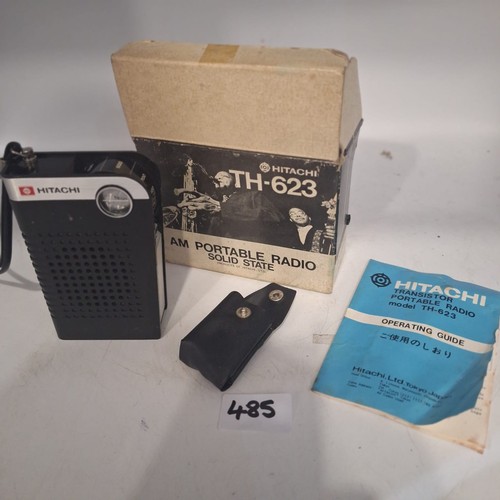 HITACHI
HITACHI
TH-623
AM PORTABLE RADIO
SOLID STATE
HITACHI
TRANSISTOR
PORTABLE RADIO
model TH-623
OPERATING GUIDE
ご使用のしおり
Hitachi, Ltd. Tokyo Japan
485